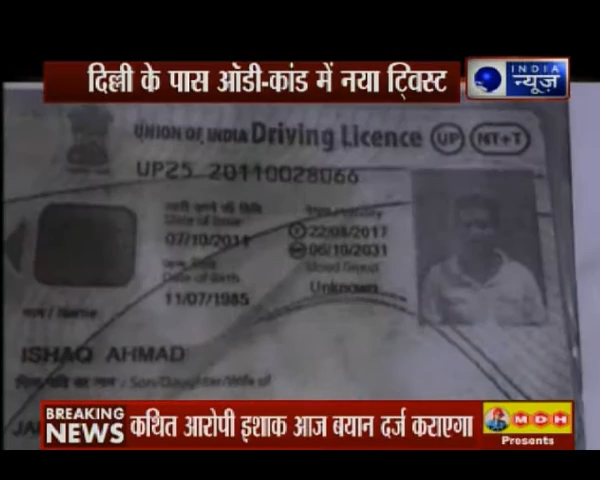 दिल्ली के पास ऑडी-कांड में नया ट्विस्ट
INDIA
न्यूज़
UNION OF INDIA Driving Licence UP NT+T
UP25 20110028066
Date of Issue
07/10/2011
22/08/2017
06/10/2031
Date of Birth
Blood Group
11/07/1985
Unknown
नाम / Name
ISHAQ AHMAD
Son/Daughter/Wife of
BREAKING
NEWS
कथित आरोपी इशाक आज बयान दर्ज कराएगा
MDH
Presents